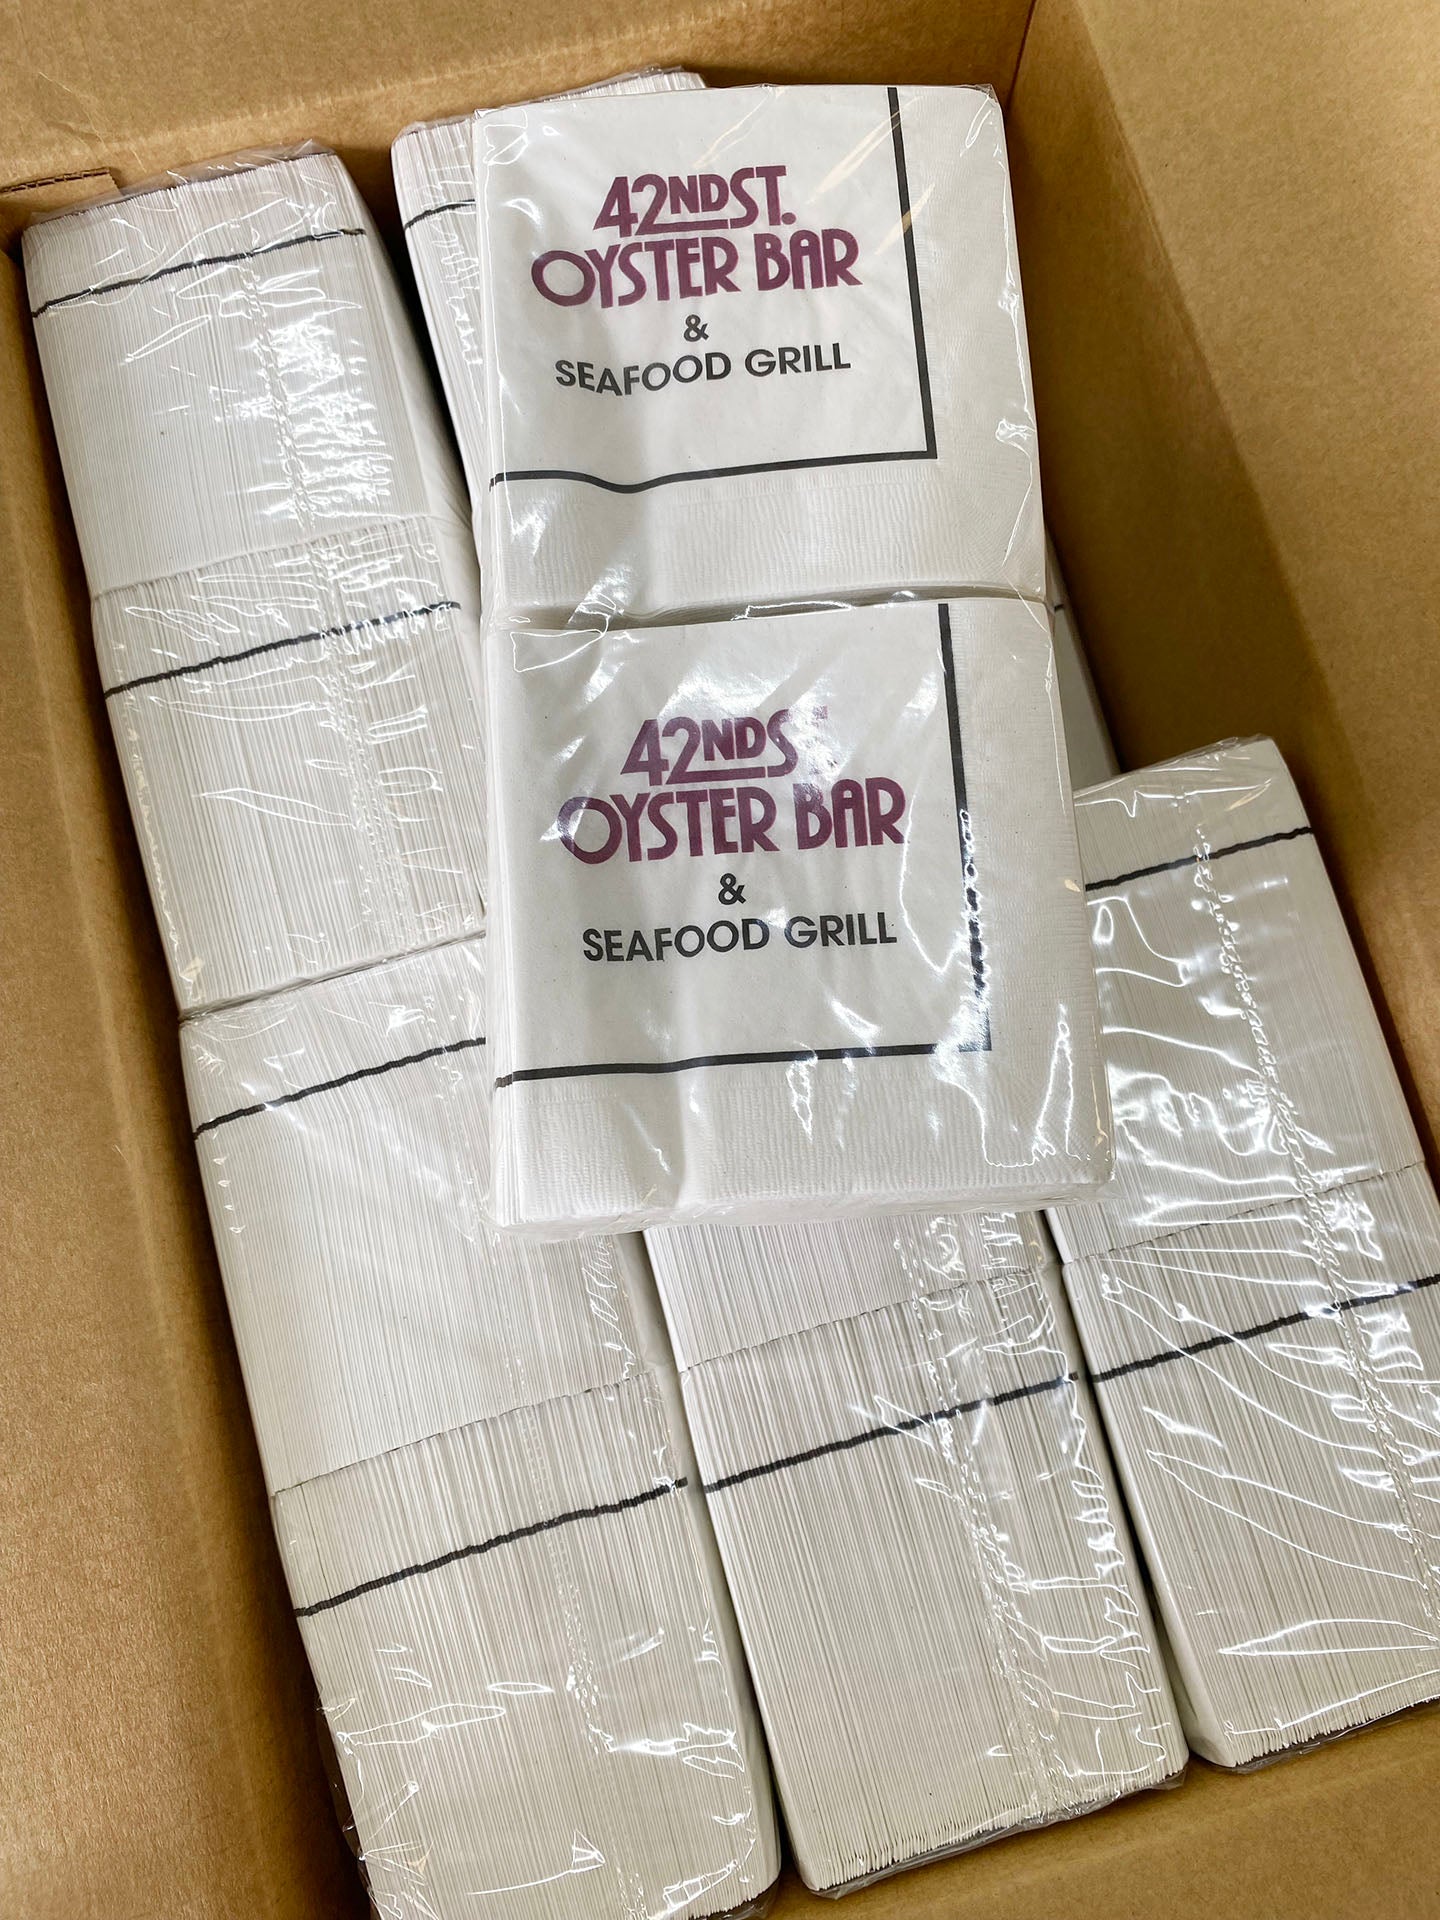 42ND ST.
OYSTER BAR
&
SEAFOOD GRILL
42ND ST.
OYSTER BAR
&
SEAFOOD GRILL